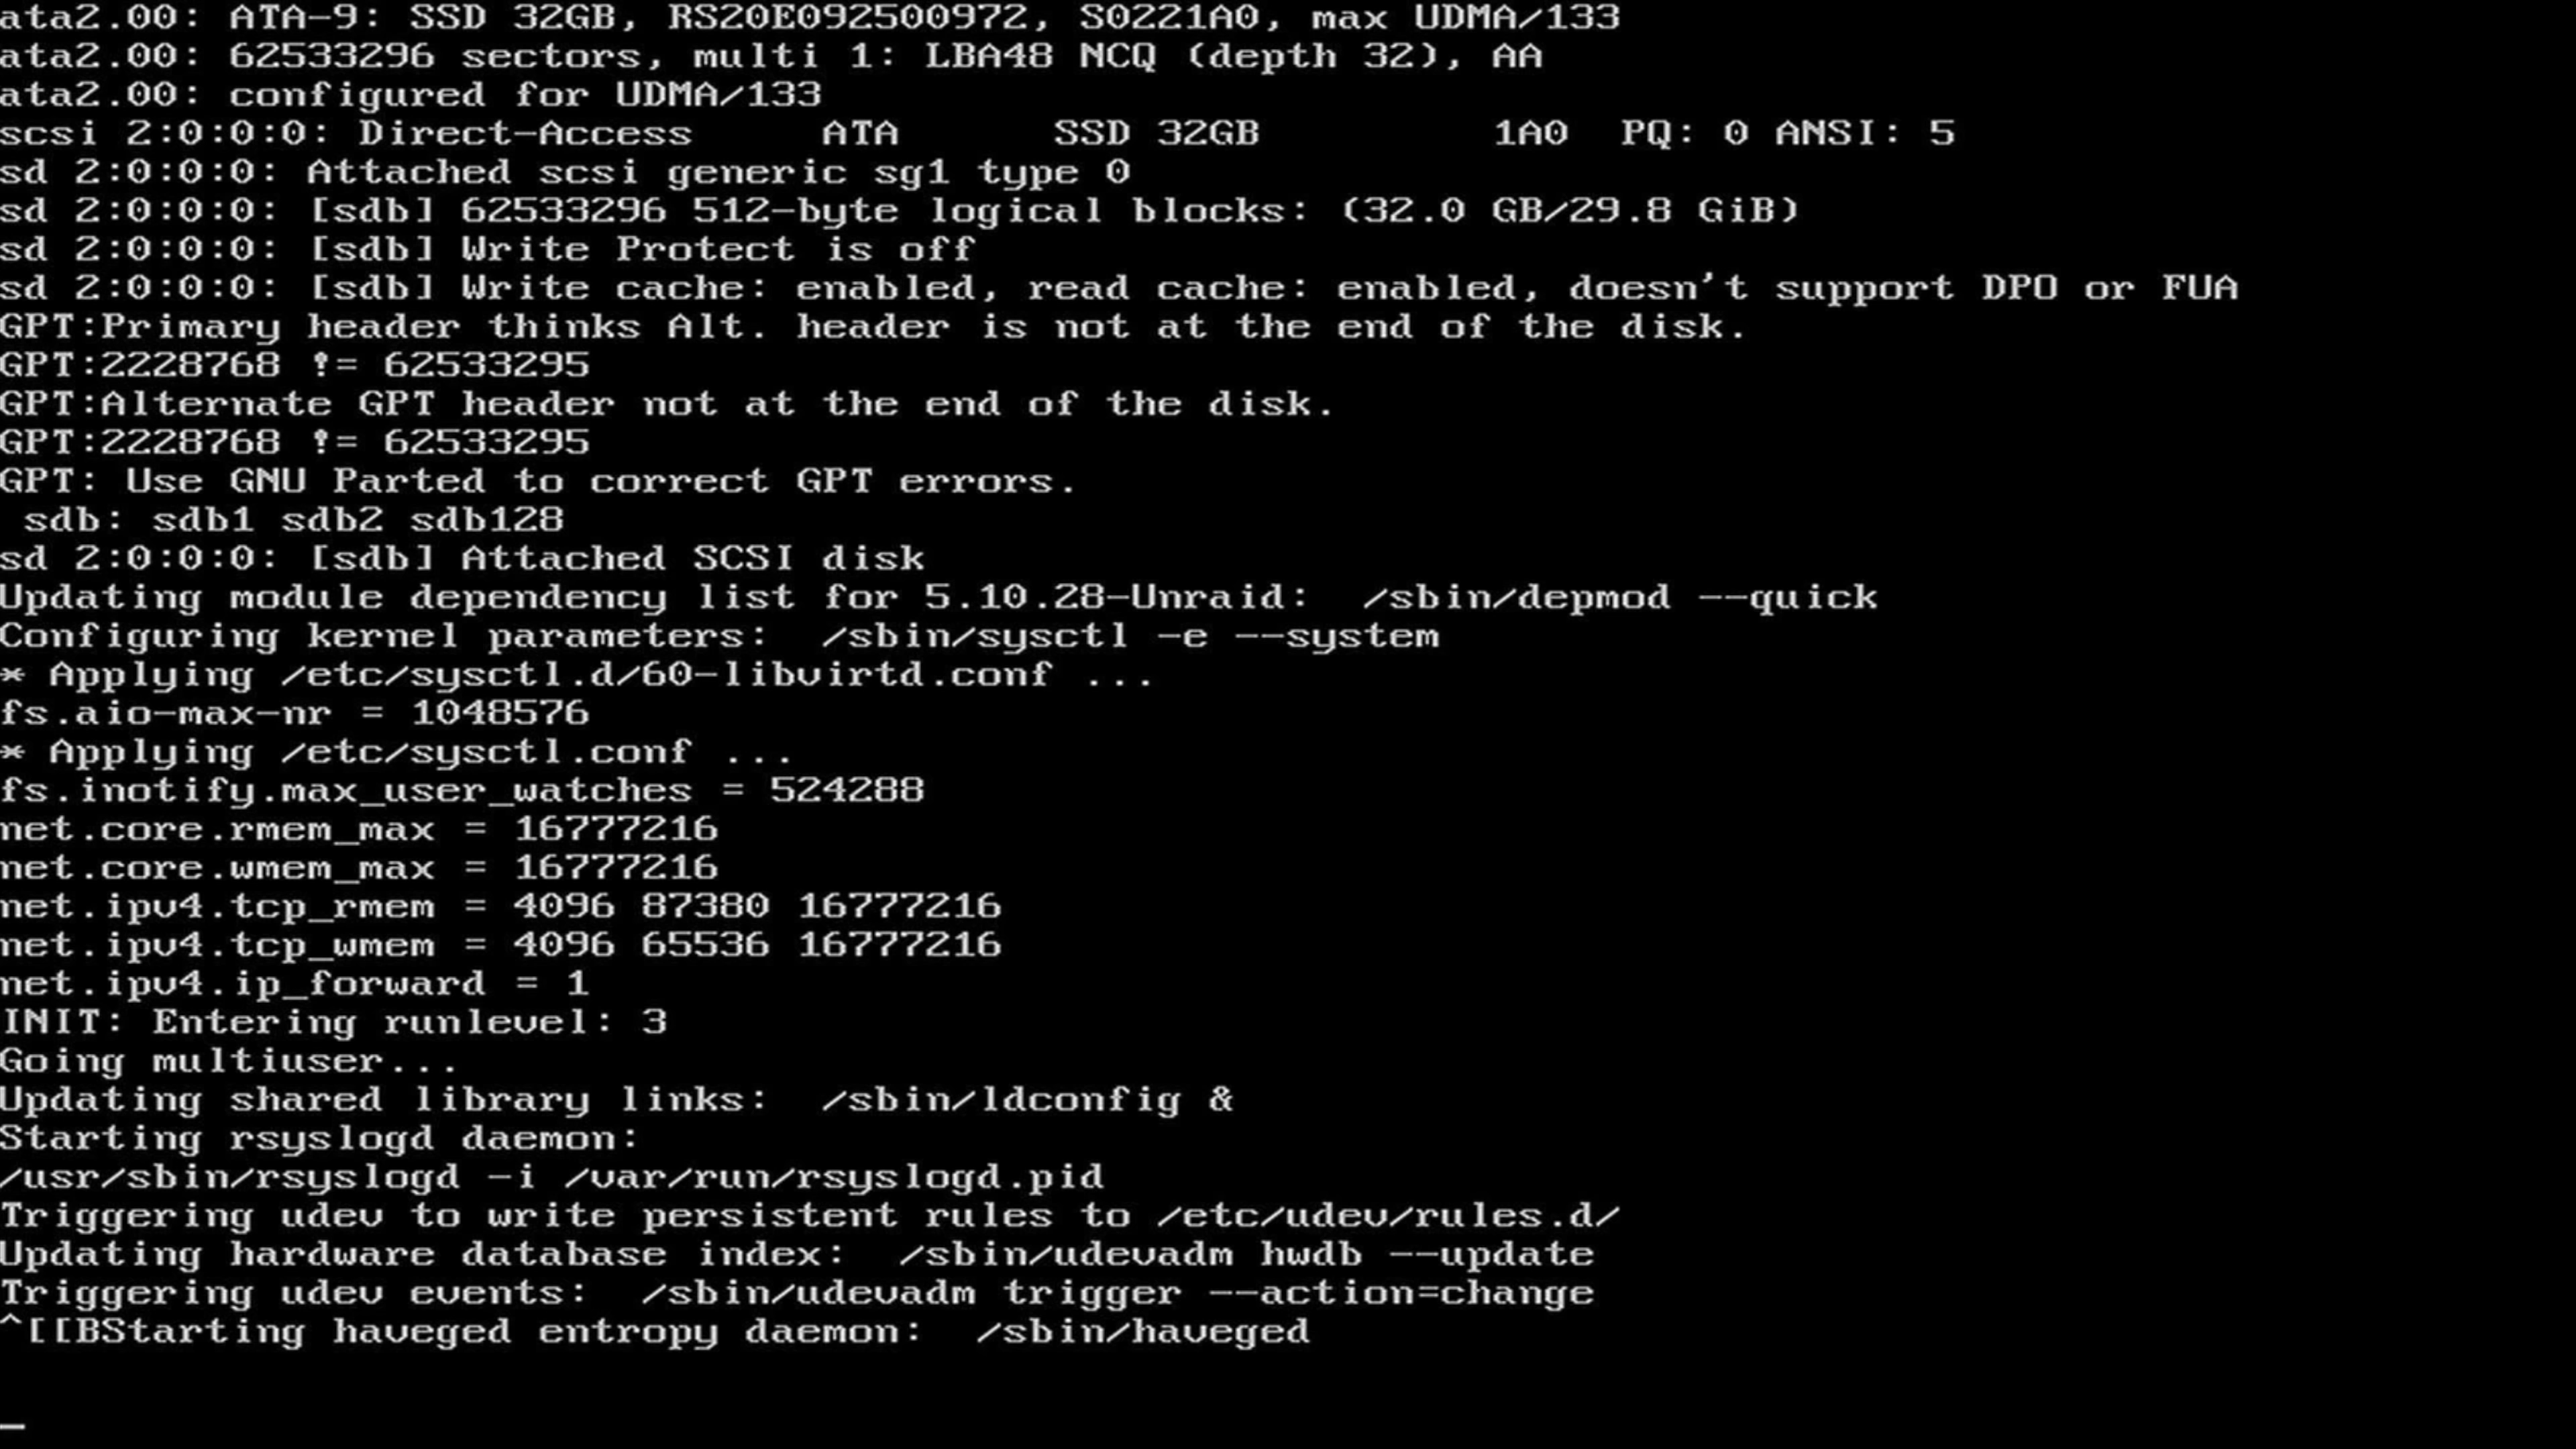 ata2.00: ATA-9: SSD 32GB, RS20E092500972, S0221A0, max UDMA/133
ata2.00: 62533296 sectors, multi 1: LBA48 NCQ (depth 32), AA
ata2.00: configured for UDMA/133
scsi 2:0:0:0: Direct-Access     ATA      SSD 32GB         1A0  PQ: 0 ANSI: 5
sd 2:0:0:0: Attached scsi generic sg1 type 0
sd 2:0:0:0: [sdb] 62533296 512-byte logical blocks: (32.0 GB/29.8 GiB)
sd 2:0:0:0: [sdb] Write Protect is off
sd 2:0:0:0: [sdb] Write cache: enabled, read cache: enabled, doesn't support DPO or FUA
GPT:Primary header thinks Alt. header is not at the end of the disk.
GPT:2228768 != 62533295
GPT:Alternate GPT header not at the end of the disk.
GPT:2228768 != 62533295
GPT: Use GNU Parted to correct GPT errors.
 sdb: sdb1 sdb2 sdb128
sd 2:0:0:0: [sdb] Attached SCSI disk
Updating module dependency list for 5.10.28-Unraid:  /sbin/depmod --quick
Configuring kernel parameters:  /sbin/sysctl -e --system
* Applying /etc/sysctl.d/60-libvirtd.conf ...
fs.aio-max-nr = 1048576
* Applying /etc/sysctl.conf ...
fs.inotify.max_user_watches = 524288
net.core.rmem_max = 16777216
net.core.wmem_max = 16777216
net.ipv4.tcp_rmem = 4096 87380 16777216
net.ipv4.tcp_wmem = 4096 65536 16777216
net.ipv4.ip_forward = 1
INIT: Entering runlevel: 3
Going multiuser...
Updating shared library links:  /sbin/ldconfig &
Starting rsyslogd daemon:
/usr/sbin/rsyslogd -i /var/run/rsyslogd.pid
Triggering udev to write persistent rules to /etc/udev/rules.d/
Updating hardware database index:  /sbin/udevadm hwdb --update
Triggering udev events:  /sbin/udevadm trigger --action=change
^[[BStarting haveged entropy daemon:  /sbin/haveged
_